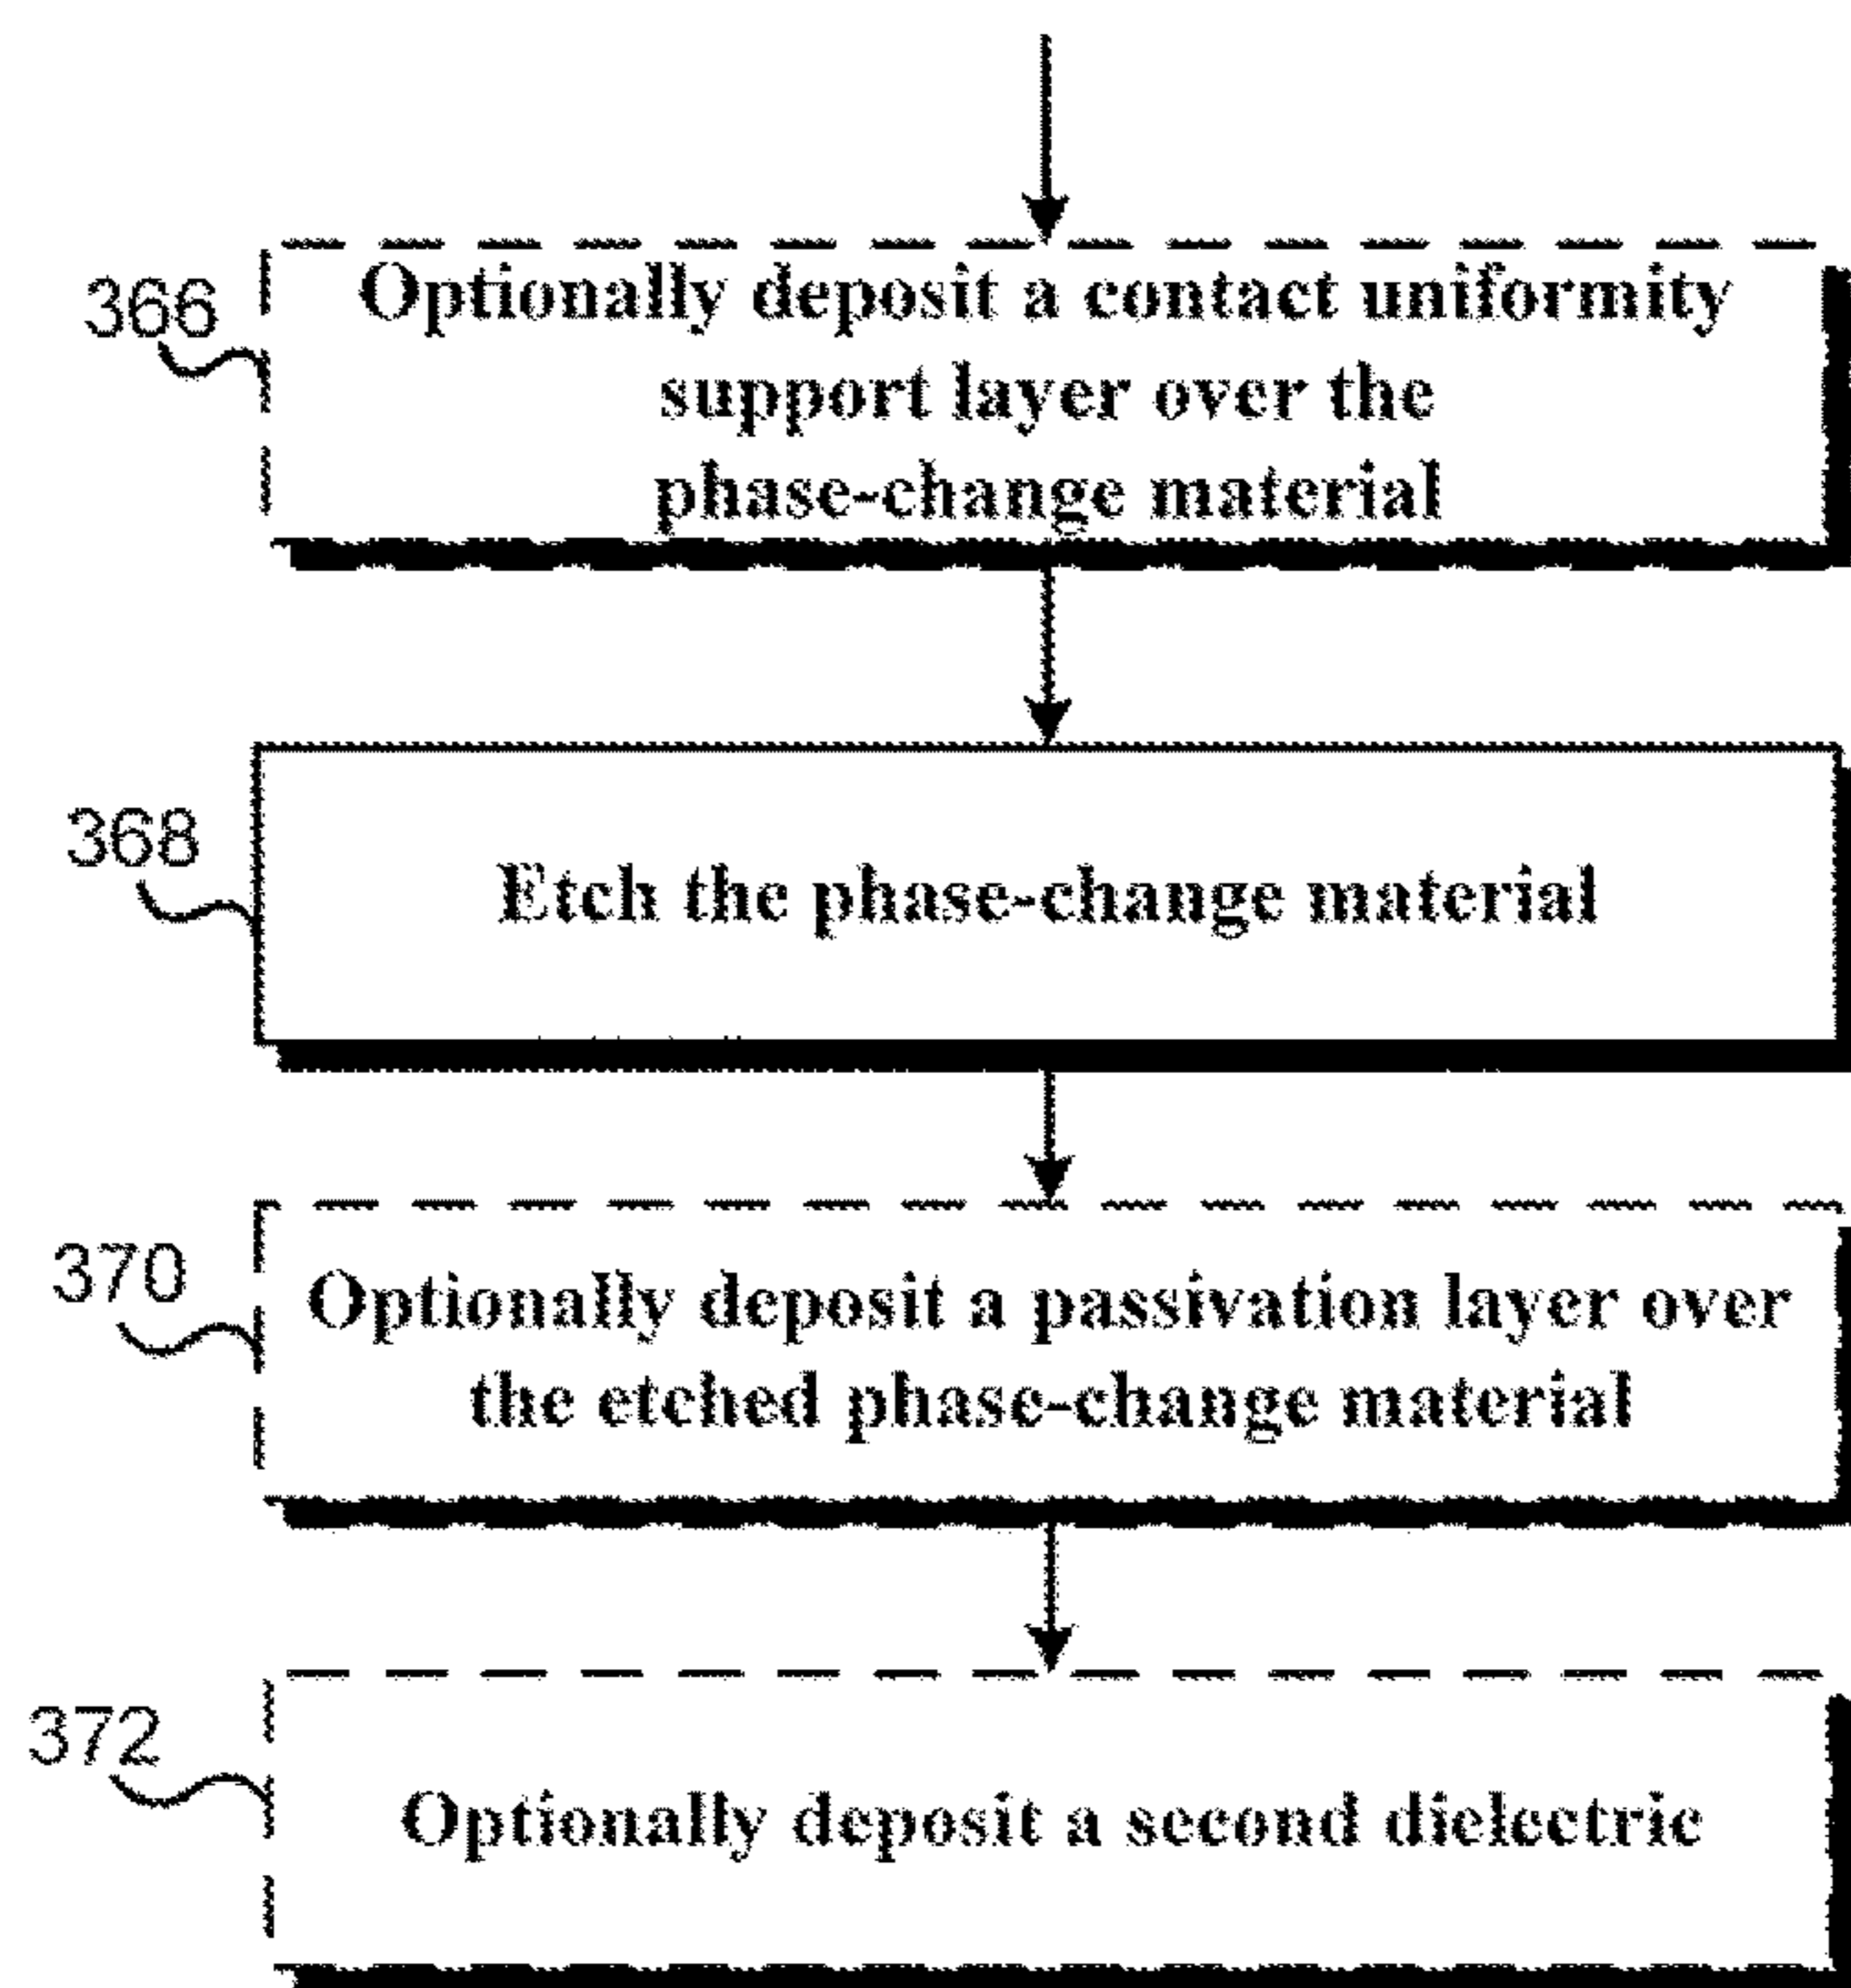 366
Optionally deposit a contact uniformity
support layer over the
phase-change material
368
Etch the phase-change material
370
Optionally deposit a passivation layer over
the etched phase-change material
372
Optionally deposit a second dielectric